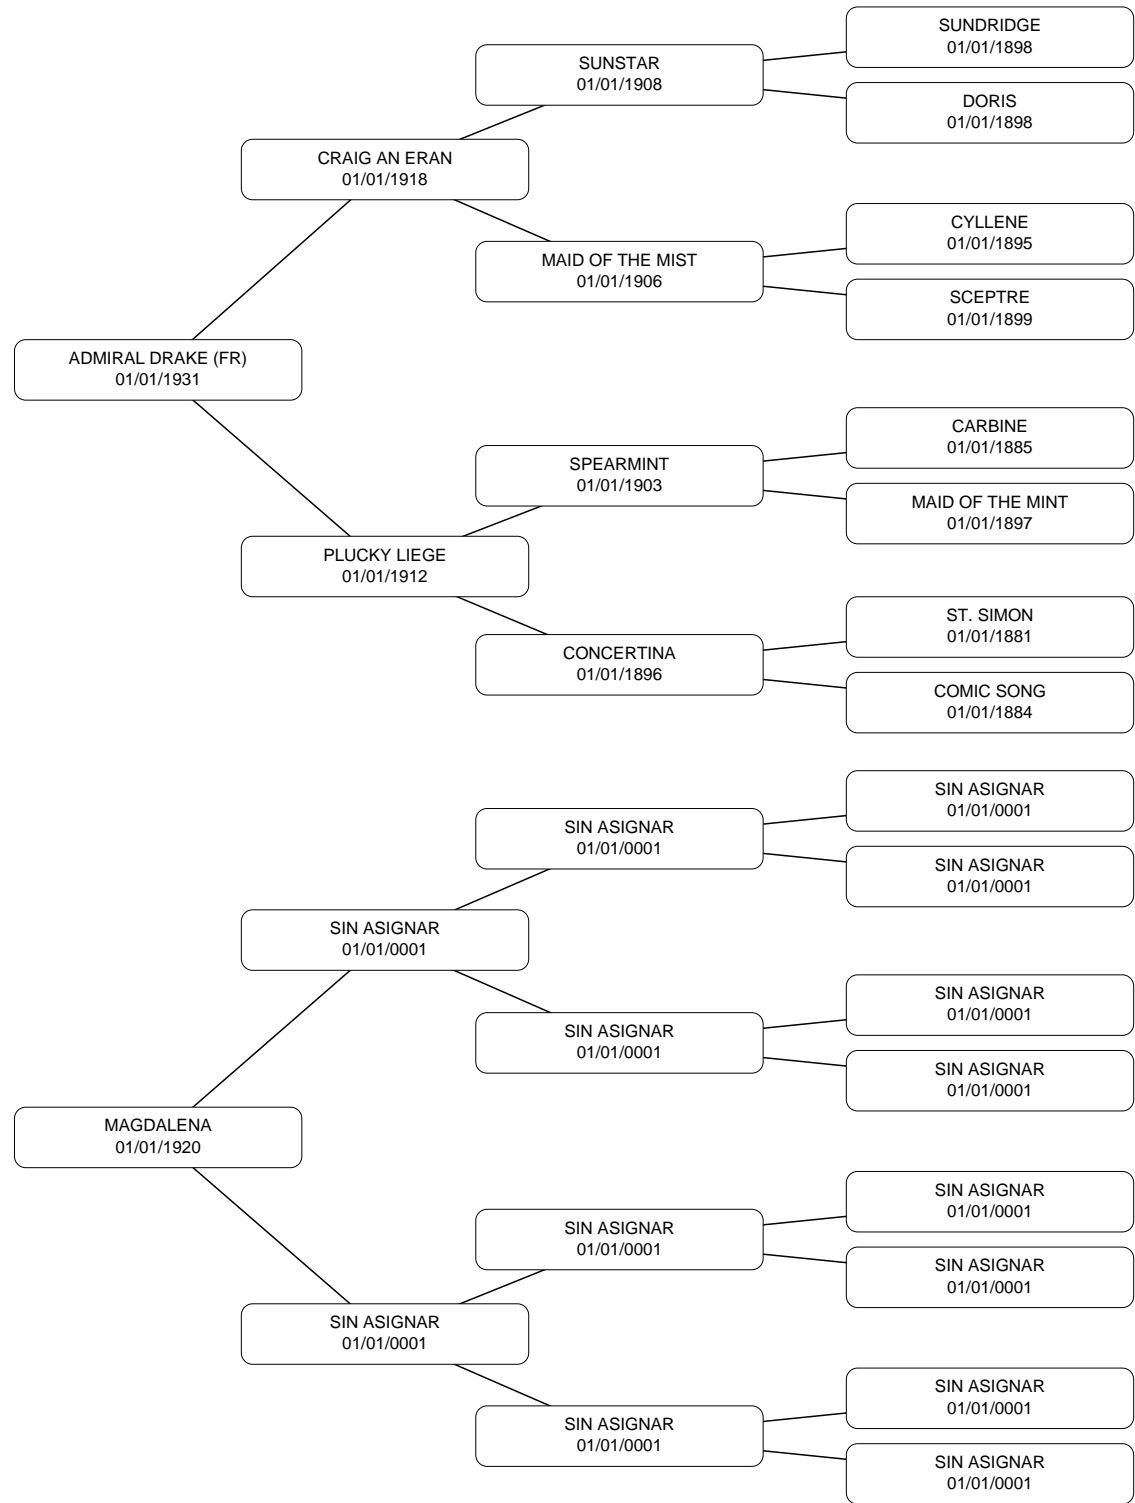 SUNDRIDGE
01/01/1898
SUNSTAR
01/01/1908
DORIS
01/01/1898
CRAIG AN ERAN
01/01/1918
CYLLENE
01/01/1895
MAID OF THE MIST
01/01/1906
SCEPTRE
01/01/1899
ADMIRAL DRAKE (FR)
01/01/1931
CARBINE
01/01/1885
SPEARMINT
01/01/1903
MAID OF THE MINT
01/01/1897
PLUCKY LIEGE
01/01/1912
ST. SIMON
01/01/1881
CONCERTINA
01/01/1896
COMIC SONG
01/01/1884
SIN ASIGNAR
01/01/0001
SIN ASIGNAR
01/01/0001
SIN ASIGNAR
01/01/0001
SIN ASIGNAR
01/01/0001
SIN ASIGNAR
01/01/0001
SIN ASIGNAR
01/01/0001
SIN ASIGNAR
01/01/0001
MAGDALENA
01/01/1920
SIN ASIGNAR
01/01/0001
SIN ASIGNAR
01/01/0001
SIN ASIGNAR
01/01/0001
SIN ASIGNAR
01/01/0001
SIN ASIGNAR
01/01/0001
SIN ASIGNAR
01/01/0001
SIN ASIGNAR
01/01/0001